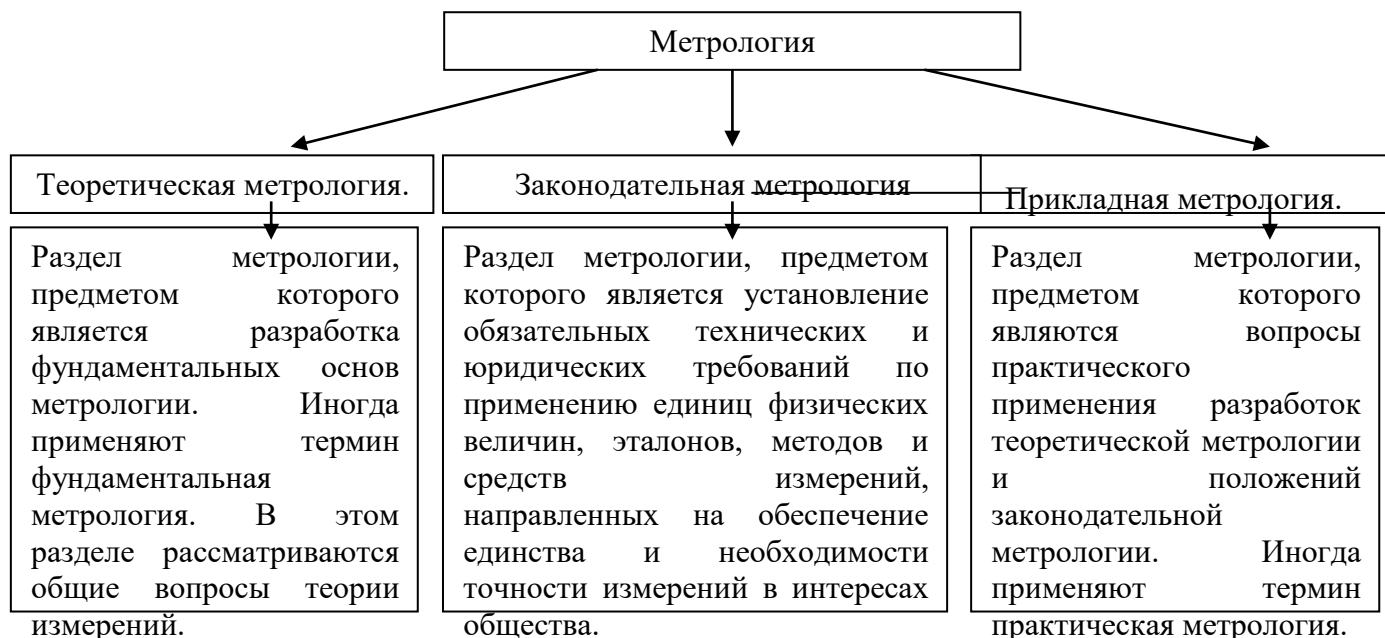 Метрология
Теоретическая метрология.
Законодательная метрология
Прикладная метрология.
Раздел метрологии,
предметом которого
является разработка
фундаментальных основ
метрологии. Иногда
применяют термин
фундаментальная
метрология. В этом
разделе рассматриваются
общие вопросы теории
измерений.
Раздел метрологии, предметом
которого является установление
обязательных технических и
юридических требований по
применению единиц физических
величин, эталонов, методов и
средств измерений,
направленных на обеспечение
единства и необходимости
точности измерений в интересах
общества.
Раздел метрологии,
предметом которого
являются вопросы
практического
применения разработок
теоретической метрологии
и положений
законодательной
метрологии. Иногда
применяют термин
практическая метрология.